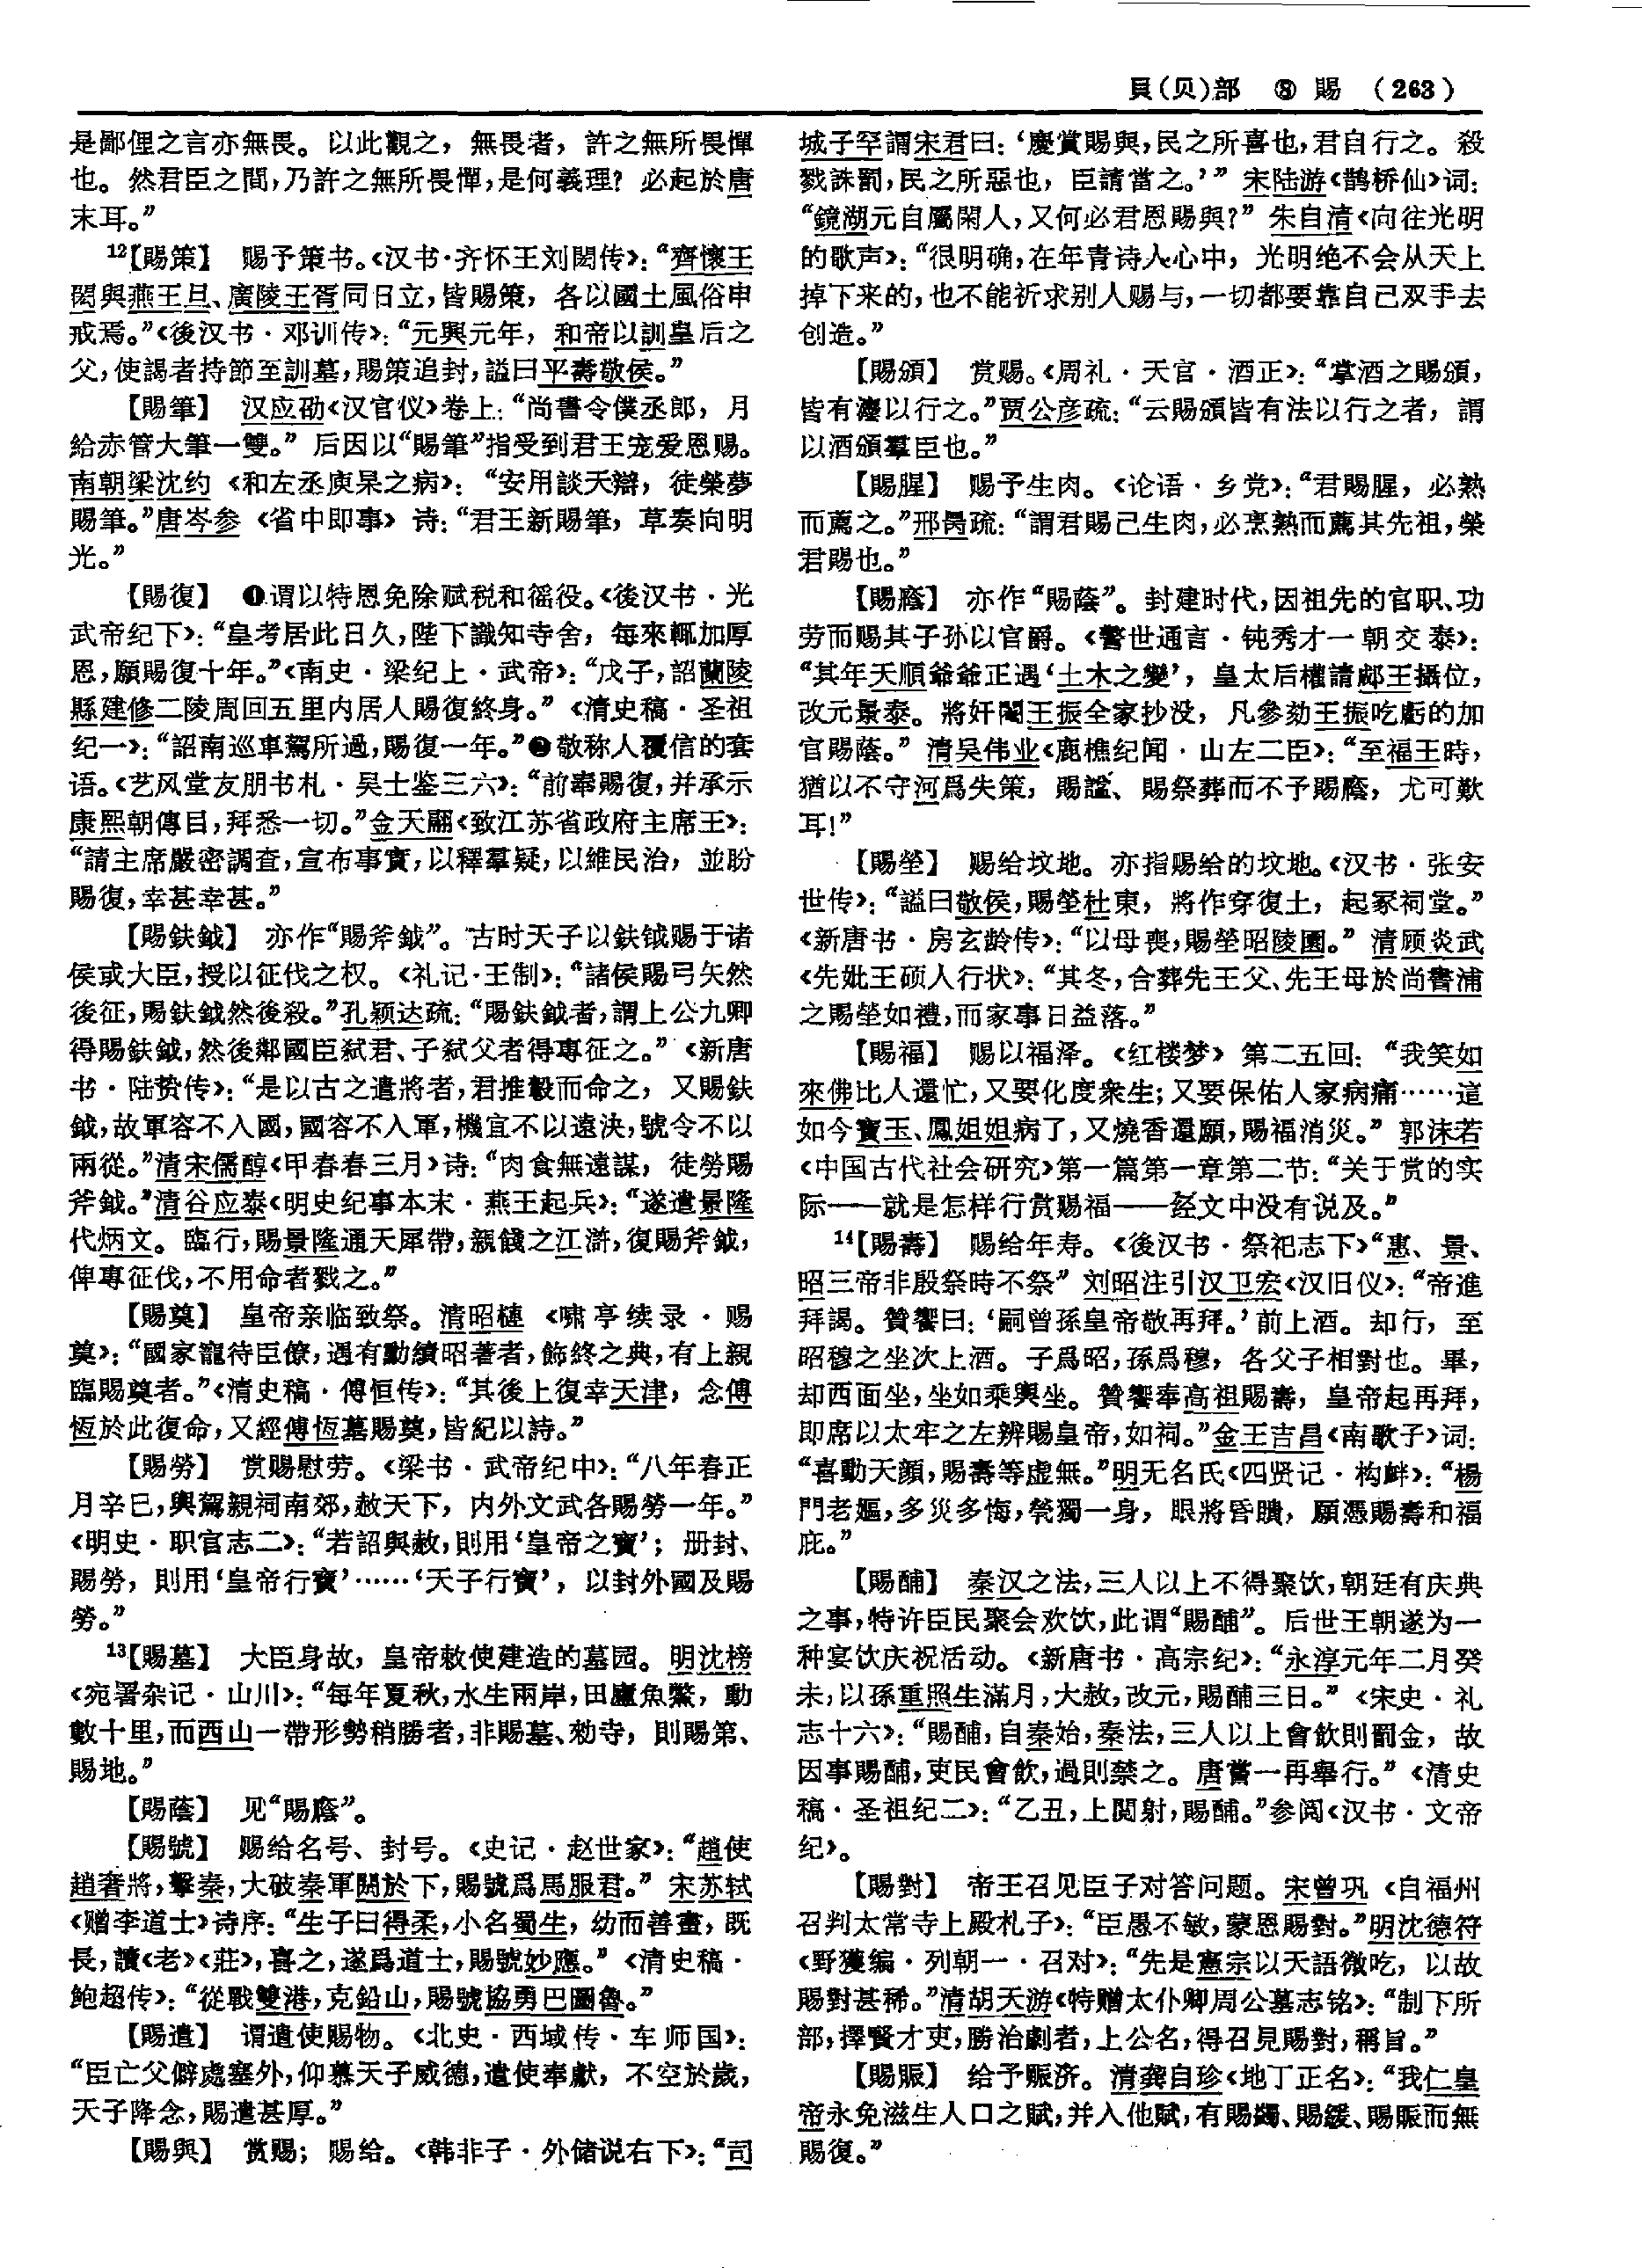 貝(贝)部　⑧　賜　(263)
是鄙俚之言亦無畏。以此觀之，無畏者，許之無所畏憚
也。然君臣之間，乃許之無所畏憚，是何義理？必起於唐
末耳。”
12【賜策】　赐予策书。《汉书·齐怀王刘闳传》：“齊懷王
閎與燕王旦、廣陵王胥同日立，皆賜策，各以國土風俗申
戒焉。”《後汉书·邓训传》：“元興元年，和帝以訓皇后之
父，使謁者持節至訓墓，賜策追封，謚曰平壽敬侯。”
【賜筆】　汉应劭《汉官仪》卷上：“尚書令僕丞郎，月
給赤管大筆一雙。”后因以“賜筆”指受到君王宠爱恩赐。
南朝梁沈约《和左丞庾杲之病》：“安用談天辯，徒榮夢
賜筆。”唐岑参《省中即事》诗：“君王新賜筆，草奏向明
光。”
【賜復】　❶谓以特恩免除赋税和徭役。《後汉书·光
武帝纪下》：“皇考居此日久，陛下識知寺舍，每來輒加厚
恩，願賜復十年。”《南史·梁纪上·武帝》：“戊子，詔蘭陵
縣建修二陵周回五里内居人賜復終身。”《清史稿·圣祖
纪一》：“詔南巡車駕所過，賜復一年。”❷敬称人覆信的套
语。《艺风堂友朋书札·吴士鉴三六》：“前奉賜復，并承示
康熙朝傳目，拜悉一切。”金天翮《致江苏省政府主席王》：
“請主席嚴密調查，宣布事實，以釋羣疑，以維民治，並盼
賜復，幸甚幸甚。”
【賜鈇鉞】　亦作“賜斧鉞”。古时天子以鈇钺赐于诸
侯或大臣，授以征伐之权。《礼记·王制》：“諸侯賜弓矢然
後征，賜鈇鉞然後殺。”孔颖达疏：“賜鈇鉞者，謂上公九卿
得賜鈇鉞，然後鄰國臣弑君、子弑父者得專征之。”《新唐
书·陆贽传》：“是以古之遣將者，君推轂而命之，又賜鈇
鉞，故軍容不入國，國容不入軍，機宜不以遠決，號令不以
兩從。”清宋儒醇《甲春春三月》诗：“肉食無遠謀，徒勞賜
斧鉞。”清谷应泰《明史纪事本末·燕王起兵》：“遂遣景隆
代炳文。臨行，賜景隆通天犀帶，親餞之江滸，復賜斧鉞，
俾專征伐，不用命者戮之。”
【賜奠】　皇帝亲临致祭。清昭槤《啸亭续录·赐
奠》：“國家寵待臣僚，遇有勳績昭著者，飾終之典，有上親
臨賜奠者。”《清史稿·傅恒传》：“其後上復幸天津，念傅
恆於此復命，又經傅恆墓賜奠，皆紀以詩。”
【賜勞】　赏赐慰劳。《梁书·武帝纪中》：“八年春正
月辛巳，輿駕親祠南郊，赦天下，内外文武各賜勞一年。”
《明史·职官志二》：“若詔與赦，則用‘皇帝之寶’；册封、
賜勞，則用‘皇帝行寶’……‘天子行寶’，以封外國及賜
勞。”
13【賜墓】　大臣身故，皇帝敕使建造的墓园。明沈榜
《宛署杂记·山川》：“每年夏秋，水生兩岸，田廬魚鱉，動
數十里，而西山一帶形勢稍勝者，非賜墓、勑寺，則賜第、
賜地。”
【賜蔭】　见“賜廕”。
【賜號】　赐给名号、封号。《史记·赵世家》：“趙使
趙奢將，擊秦，大破秦軍閼於下，賜號爲馬服君。”宋苏轼
《赠李道士》诗序：“生子曰得柔，小名蜀生，幼而善畫，既
長，讀《老》《莊》，喜之，遂爲道士，賜號妙應。”《清史稿·
鲍超传》：“從戰雙港，克鉛山，賜號協勇巴圖魯。”
【賜遣】　谓遣使赐物。《北史·西域传·车师国》：
“臣亡父僻處塞外，仰慕天子威德，遣使奉獻，不空於歲，
天子降念，賜遣甚厚。”
【賜與】　赏赐；赐给。《韩非子·外储说右下》：“司
城子罕謂宋君曰：‘慶賞賜與，民之所喜也，君自行之。殺
戮誅罰，民之所惡也，臣請當之。’”宋陆游《鹊桥仙》词：
“鏡湖元自屬閑人，又何必君恩賜與？”朱自清《向往光明
的歌声》：“很明确，在年青诗人心中，光明绝不会从天上
掉下来的，也不能祈求别人赐与，一切都要靠自己双手去
创造。”
【賜頒】　赏赐。《周礼·天官·酒正》：“掌酒之賜頒，
皆有灋以行之。”贾公彦疏：“云賜頒皆有法以行之者，謂
以酒頒羣臣也。”
【賜腥】　赐予生肉。《论语·乡党》：“君賜腥，必熟
而薦之。”邢昺疏：“謂君賜己生肉，必烹熟而薦其先祖，榮
君賜也。”
【賜廕】　亦作“賜蔭”。封建时代，因祖先的官职、功
劳而赐其子孙以官爵。《警世通言·钝秀才一朝交泰》：
“其年天順爺爺正遇‘土木之變’，皇太后權請郕王攝位，
改元景泰。將奸閹王振全家抄没，凡參劾王振吃虧的加
官賜蔭。”清吴伟业《鹿樵纪闻·山左二臣》：“至福王時，
猶以不守河爲失策，賜謚、賜祭葬而不予賜廕，尤可歎
耳！”
【賜塋】　赐给坟地。亦指赐给的坟地。《汉书·张安
世传》：“謚曰敬侯，賜塋杜東，將作穿復土，起冢祠堂。”
《新唐书·房玄龄传》：“以母喪，賜塋昭陵園。”清顾炎武
《先妣王硕人行状》：“其冬，合葬先王父、先王母於尚書浦
之賜塋如禮，而家事日益落。”
【賜福】　赐以福泽。《红楼梦》第二五回：“我笑如
來佛比人還忙，又要化度衆生；又要保佑人家病痛……這
如今寶玉、鳳姐姐病了，又燒香還願，賜福消災。”郭沫若
《中国古代社会研究》第一篇第一章第二节：“关于赏的实
际——就是怎样行赏赐福——经文中没有说及。”
14【賜壽】　赐给年寿。《後汉书·祭祀志下》“惠、景、
昭三帝非殷祭時不祭”刘昭注引汉卫宏《汉旧仪》：“帝進
拜謁。贊饗曰：‘嗣曾孫皇帝敬再拜。’前上酒。却行，至
昭穆之坐次上酒。子爲昭，孫爲穆，各父子相對也。畢，
却西面坐，坐如乘輿坐。贊饗奉高祖賜壽，皇帝起再拜，
即席以太牢之左辨賜皇帝，如祠。”金王吉昌《南歌子》词：
“喜動天顔，賜壽等虚無。”明无名氏《四贤记·构衅》：“楊
門老嫗，多災多悔，煢獨一身，眼將昏瞶，願憑賜壽和福
庇。”
【賜酺】　秦汉之法，三人以上不得聚饮，朝廷有庆典
之事，特许臣民聚会欢饮，此谓“賜酺”。后世王朝遂为一
种宴饮庆祝活动。《新唐书·高宗纪》：“永淳元年二月癸
未，以孫重照生滿月，大赦，改元，賜酺三日。”《宋史·礼
志十六》：“賜酺，自秦始，秦法，三人以上會飲則罰金，故
因事賜酺，吏民會飲，過則禁之。唐嘗一再舉行。”《清史
稿·圣祖纪二》：“乙丑，上閱射，賜酺。”参阅《汉书·文帝
纪》。
【賜對】　帝王召见臣子对答问题。宋曾巩《自福州
召判太常寺上殿札子》：“臣愚不敏，蒙恩賜對。”明沈德符
《野獲编·列朝一·召对》：“先是憲宗以天語微吃，以故
賜對甚稀。”清胡天游《特赠太仆卿周公墓志铭》：“制下所
部，擇賢才吏，勝治劇者，上公名，得召見賜對，稱旨。”
【賜賑】　给予赈济。清龚自珍《地丁正名》：“我仁皇
帝永免滋生人口之賦，并入他賦，有賜蠲、賜緩、賜賑而無
賜復。”